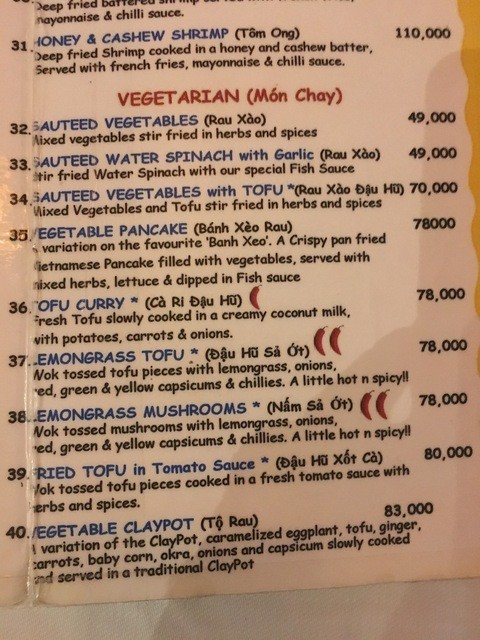 Deep fried battered shrimp served with french fries,
mayonnaise & chilli sauce.
31. HONEY & CASHEW SHRIMP (Tôm Ong) 110,000
Deep fried Shrimp cooked in a honey and cashew batter,
Served with french fries, mayonnaise & chilli sauce.
VEGETARIAN (Món Chay)
32. SAUTEED VEGETABLES (Rau Xào) 49,000
Mixed vegetables stir fried in herbs and spices
33. SAUTEED WATER SPINACH with Garlic (Rau Xào) 49,000
Stir fried Water Spinach with our special Fish Sauce
34. SAUTEED VEGETABLES with TOFU *(Rau Xào Đậu Hũ) 70,000
Mixed Vegetables and Tofu stir fried in herbs and spices
35. VEGETABLE PANCAKE (Bánh Xèo Rau) 78000
A variation on the favourite 'Banh Xeo'. A Crispy pan fried
Vietnamese Pancake filled with vegetables, served with
mixed herbs, lettuce & dipped in Fish sauce
36. TOFU CURRY * (Cà Ri Đậu Hũ) 78,000
Fresh Tofu slowly cooked in a creamy coconut milk,
with potatoes, carrots & onions.
37. LEMONGRASS TOFU * (Đậu Hũ Sả Ớt) 78,000
Wok tossed tofu pieces with lemongrass, onions,
red, green & yellow capsicums & chillies. A little hot n spicy!!
38. LEMONGRASS MUSHROOMS * (Nấm Sả Ớt) 78,000
Wok tossed mushrooms with lemongrass, onions,
red, green & yellow capsicums & chillies. A little hot n spicy!!
39. FRIED TOFU in Tomato Sauce * (Đậu Hũ Xốt Cà) 80,000
Wok tossed tofu pieces cooked in a fresh tomato sauce with
herbs and spices.
40. VEGETABLE CLAYPOT (Tộ Rau) 83,000
A variation of the ClayPot, caramelized eggplant, tofu, ginger,
carrots, baby corn, okra, onions and capsicum slowly cooked
and served in a traditional ClayPot